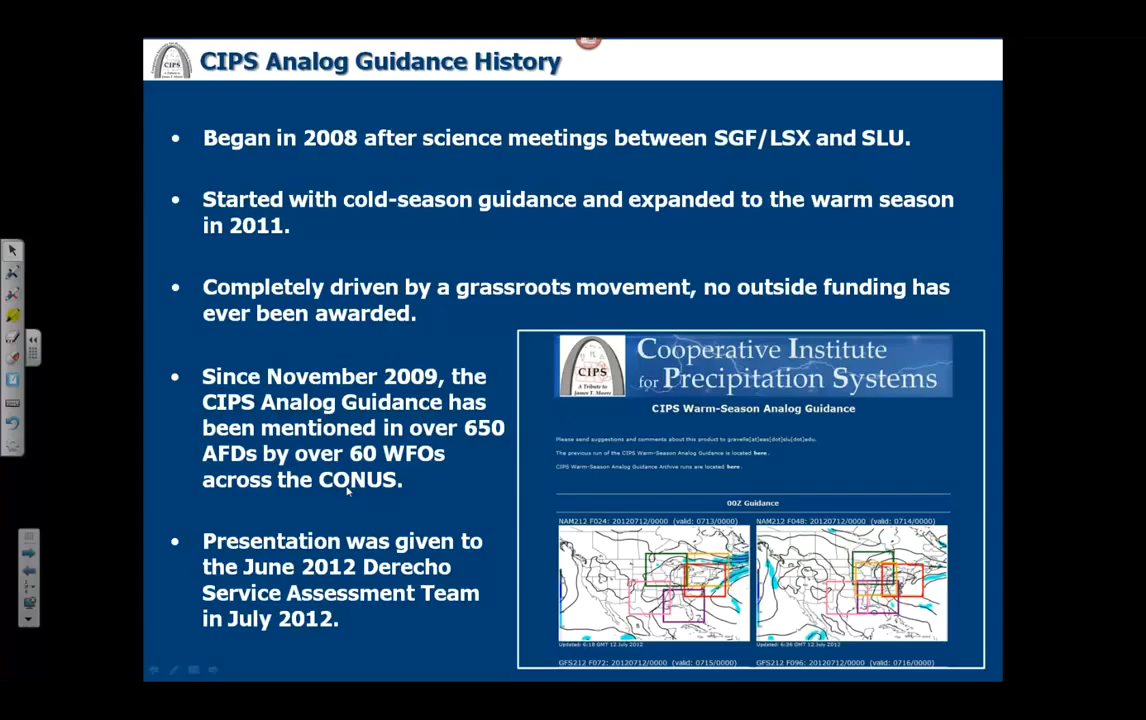 CIPS
CIPS Analog Guidance History
• Began in 2008 after science meetings between SGF/LSX and SLU.
• Started with cold-season guidance and expanded to the warm season
in 2011.
• Completely driven by a grassroots movement, no outside funding has
ever been awarded.
• Since November 2009, the
CIPS Analog Guidance has
been mentioned in over 650
AFDs by over 60 WFOs
across the CONUS.
• Presentation was given to
the June 2012 Derecho
Service Assessment Team
in July 2012.
CIPS
A Tribute to
James T. Moore
Cooperative Institute
for Precipitation Systems
CIPS Warm-Season Analog Guidance
Please send suggestions and comments about this product to gravelle[at]eas[dot]slu[dot]edu.
The previous run of the CIPS Warm-Season Analog Guidance is located here.
CIPS Warm-Season Analog Guidance Archive runs are located here.
00Z Guidance
NAM212 F024: 20120712/0000 (valid: 0713/0000)
NAM212 F048: 20120712/0000 (valid: 0714/0000)
Updated: 6:18 GMT 12 July 2012
Updated: 6:36 GMT 12 July 2012
GFS212 F072: 20120712/0000 (valid: 0715/0000)
GFS212 F096: 20120712/0000 (valid: 0716/0000)